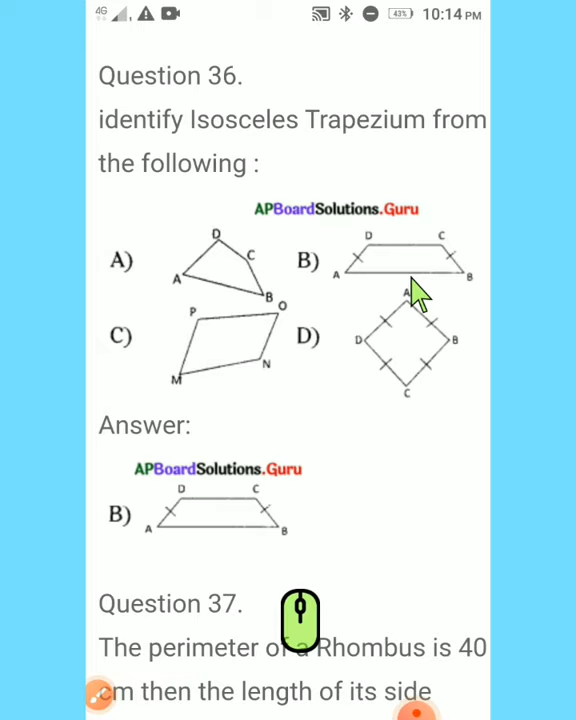 4G 43% 10:14 PM
Question 36.
identify Isosceles Trapezium from
the following :
APBoardSolutions.Guru
A) D C A B
B) D C A B
C) P O M N
D) A D B C
Answer:
APBoardSolutions.Guru
B) D C A B
Question 37.
The perimeter of a Rhombus is 40
cm then the length of its side